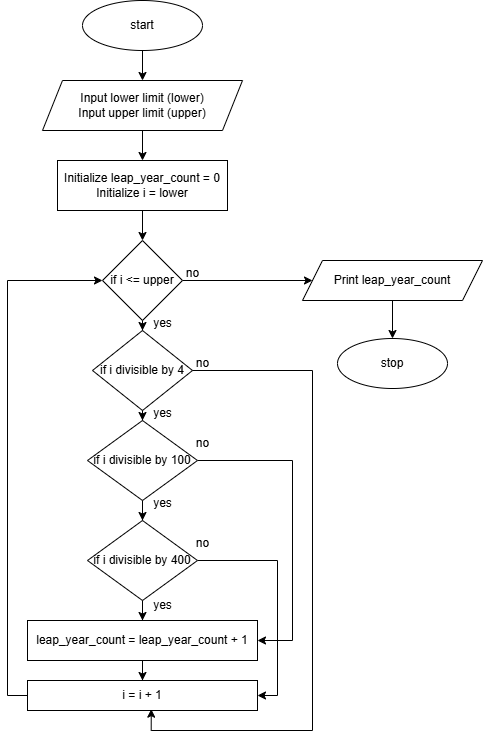 start
Input lower limit (lower)
Input upper limit (upper)
Initialize leap_year_count = 0
Initialize i = lower
if i <= upper
no
Print leap_year_count
stop
yes
if i divisible by 4
no
yes
if i divisible by 100
no
yes
if i divisible by 400
no
yes
leap_year_count = leap_year_count + 1
i = i + 1